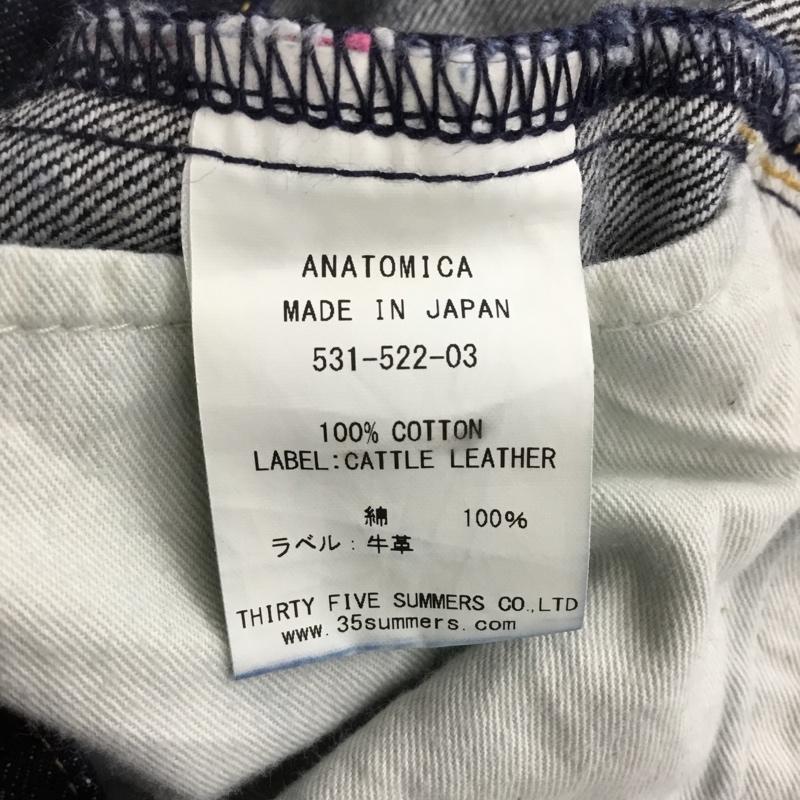 ANATOMICA
MADE IN JAPAN
531-522-03
100% COTTON
LABEL:CATTLE LEATHER
綿 100%
ラベル：牛革
THIRTY FIVE SUMMERS CO.,LTD
www.35summers.com